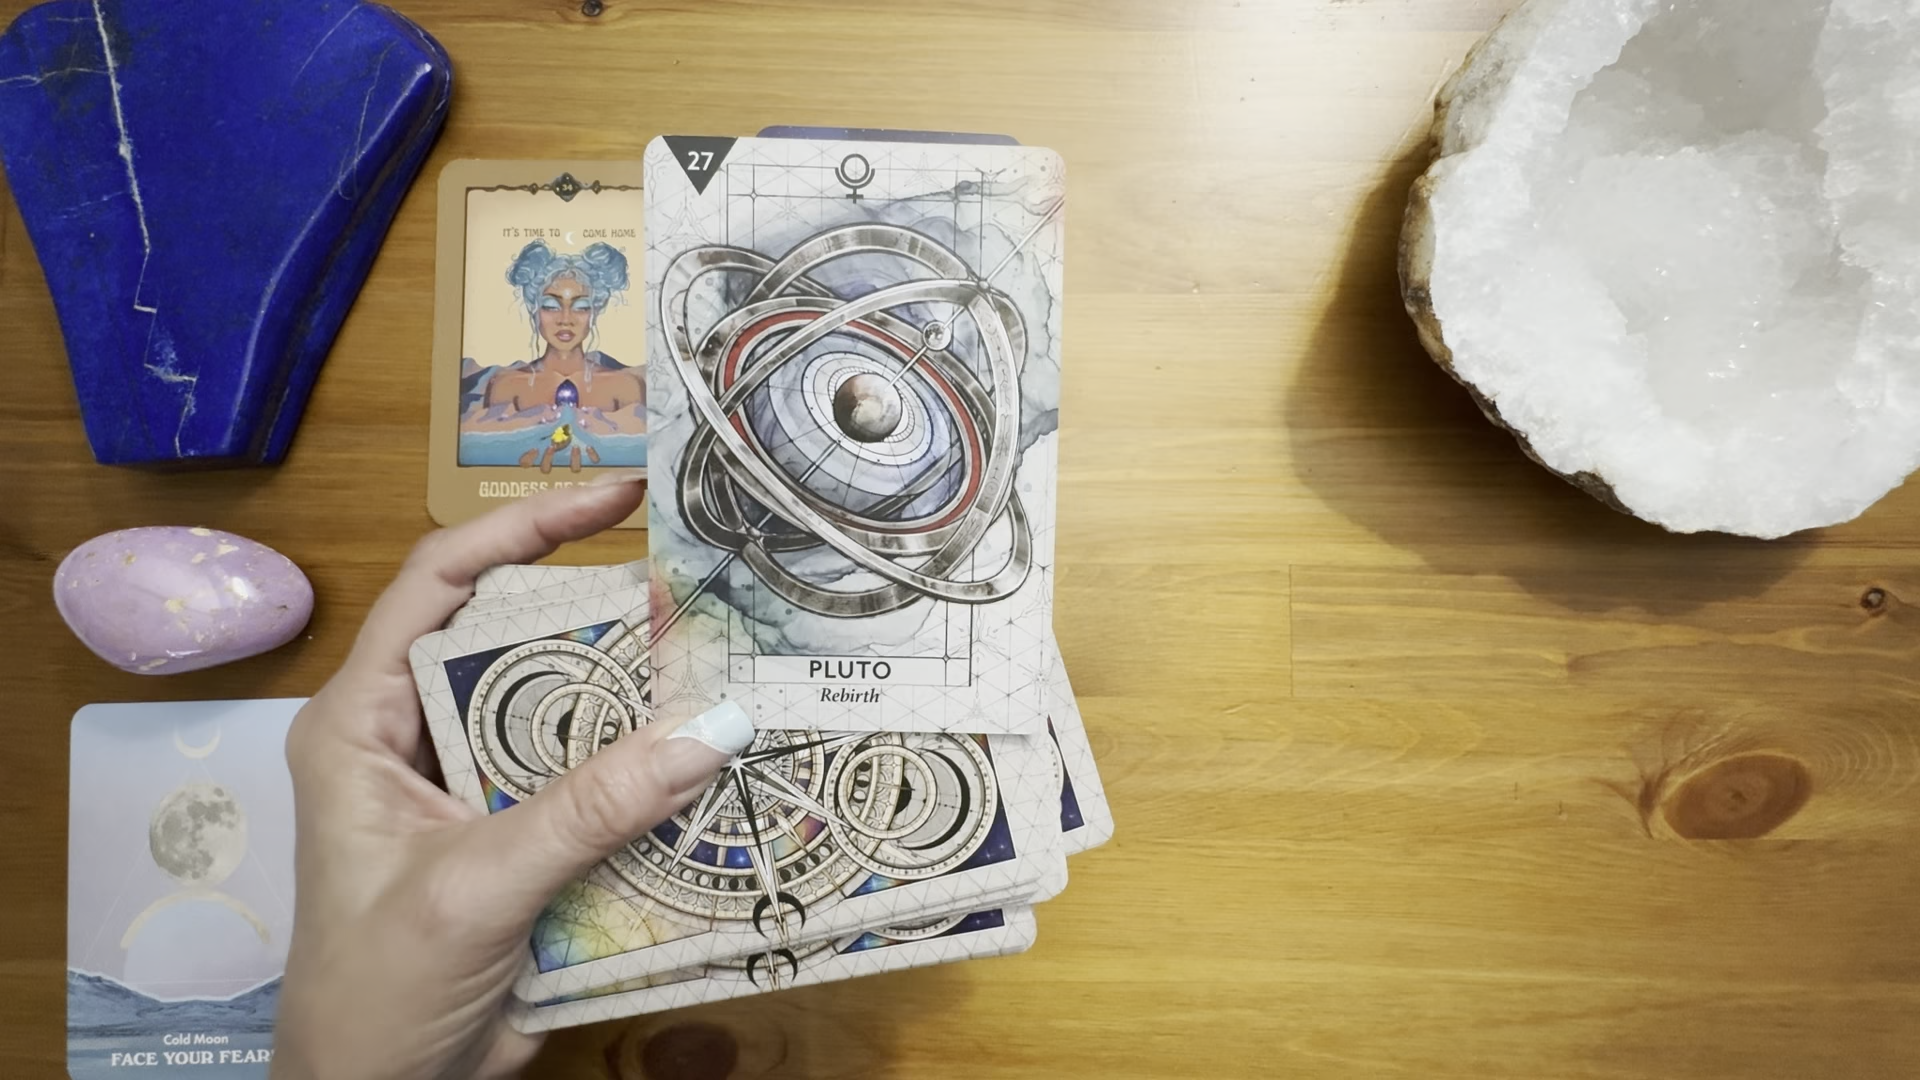 27
34
IT'S TIME TO COME HOME
GODDESS OF
PLUTO
Rebirth
Cold Moon
FACE YOUR FEAR